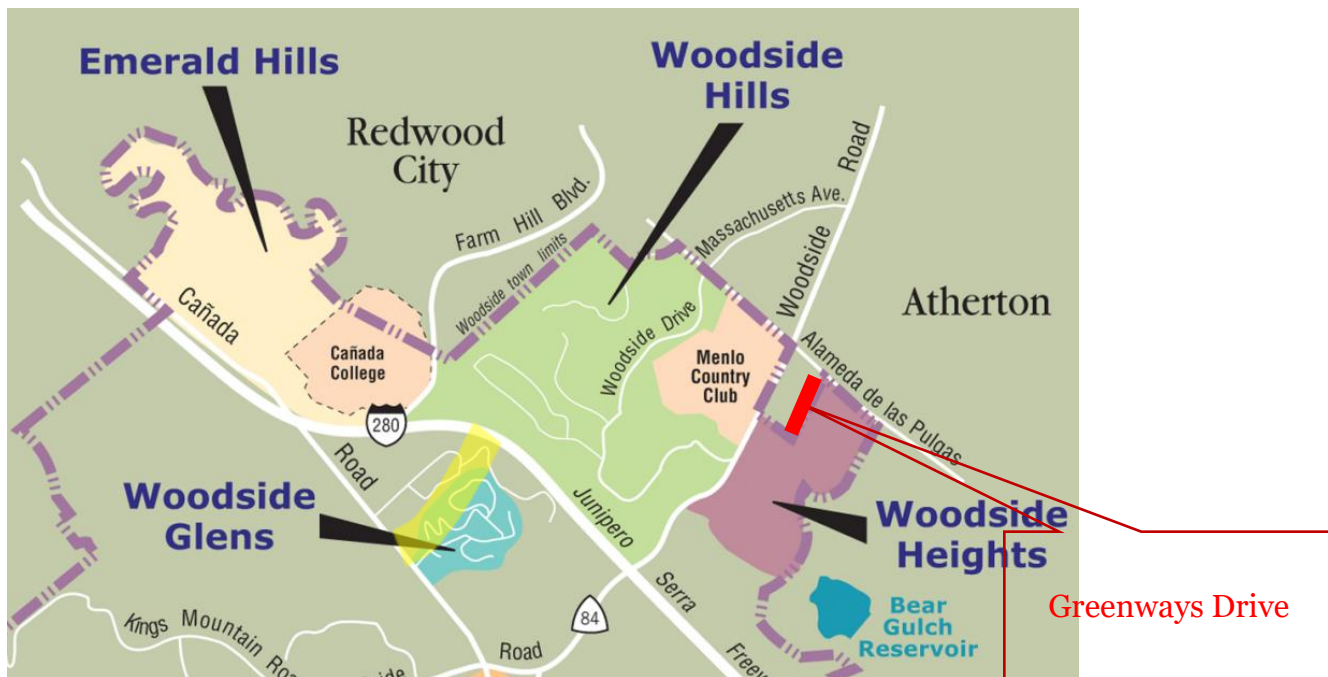 Emerald Hills
Woodside
Hills
Redwood
City
Farm Hill Blvd.
Woodside town limits
Massachusetts Ave.
Woodside Road
Atherton
Cañada
Road
Cañada
College
Woodside Drive
Menlo
Country
Club
Alameda de las Pulgas
280
Woodside
Glens
Junipero
Serra
Woodside
Heights
Greenways Drive
Bear
Gulch
Reservoir
84
Road
Kings Mountain